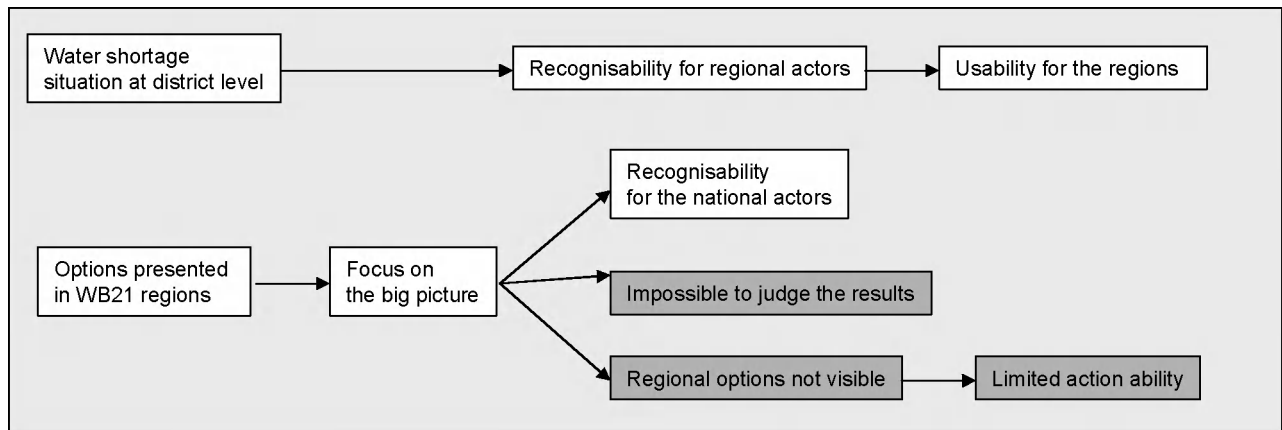 Water shortage
situation at district level
Recognisability for regional actors
Usability for the regions
Recognisability
for the national actors
Options presented
in WB21 regions
Focus on
the big picture
Impossible to judge the results
Regional options not visible
Limited action ability